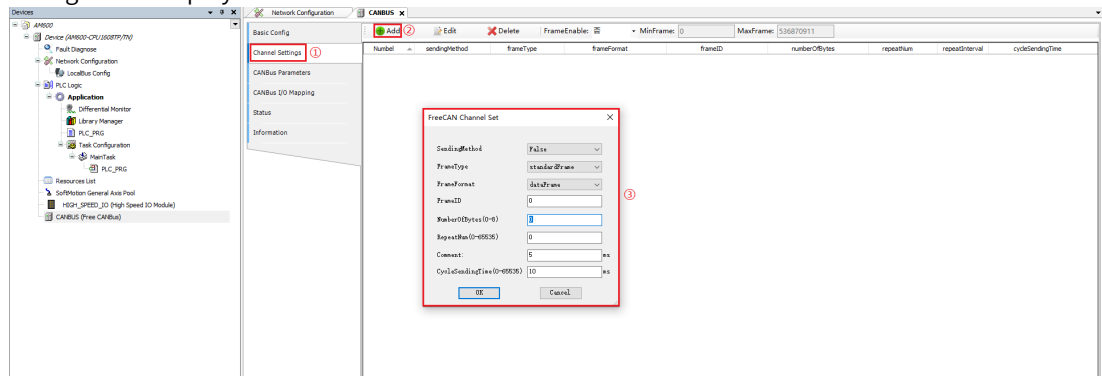 Devices
AM600
Device (AM600-CPU1608TP/TN)
Fault Diagnose
Network Configuration
LocalBus Config
PLC Logic
Application
Differential Monitor
Library Manager
PLC_PRG
Task Configuration
MainTask
PLC_PRG
Resources List
SoftMotion General Axis Pool
HIGH_SPEED_IO (High Speed IO Module)
CANBUS (Free CANBus)
Network Configuration CANBUS x
Basic Config
Channel Settings ①
CANBus Parameters
CANBus I/O Mapping
Status
Information
Add ② Edit Delete FrameEnable: 否 MinFrame: 0 MaxFrame: 536870911
Numbel sendingMethod frameType frameFormat frameID numberOfBytes repeatNum repeatInterval cycleSendingTime
FreeCAN Channel Set
SendingMethod False
FrameType standardFrame
FrameFormat dataFrame
FrameID 0
③
NumberOfBytes(0-8)
RepeatNum(0-65535) 0
Comment: 5 ms
CycleSendingTime(0-65535) 10 ms
OK Cancel